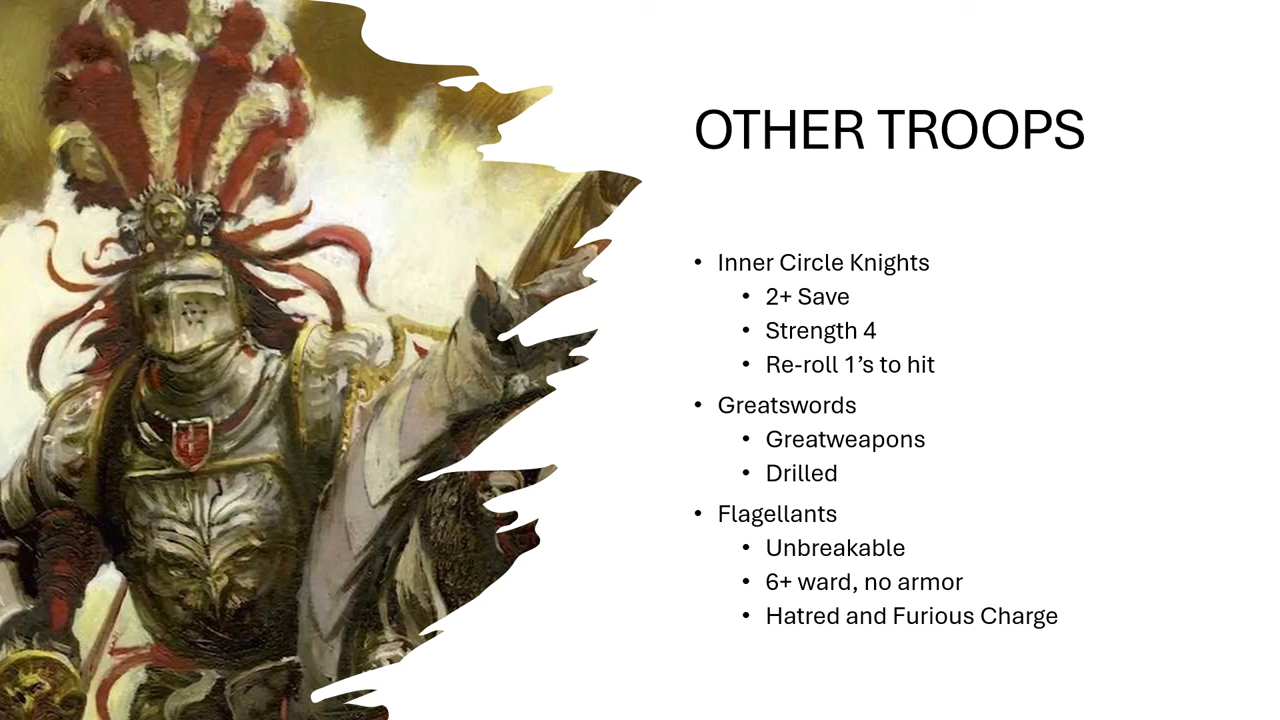 OTHER TROOPS
• Inner Circle Knights
• 2+ Save
• Strength 4
• Re-roll 1’s to hit
• Greatswords
• Greatweapons
• Drilled
• Flagellants
• Unbreakable
• 6+ ward, no armor
• Hatred and Furious Charge